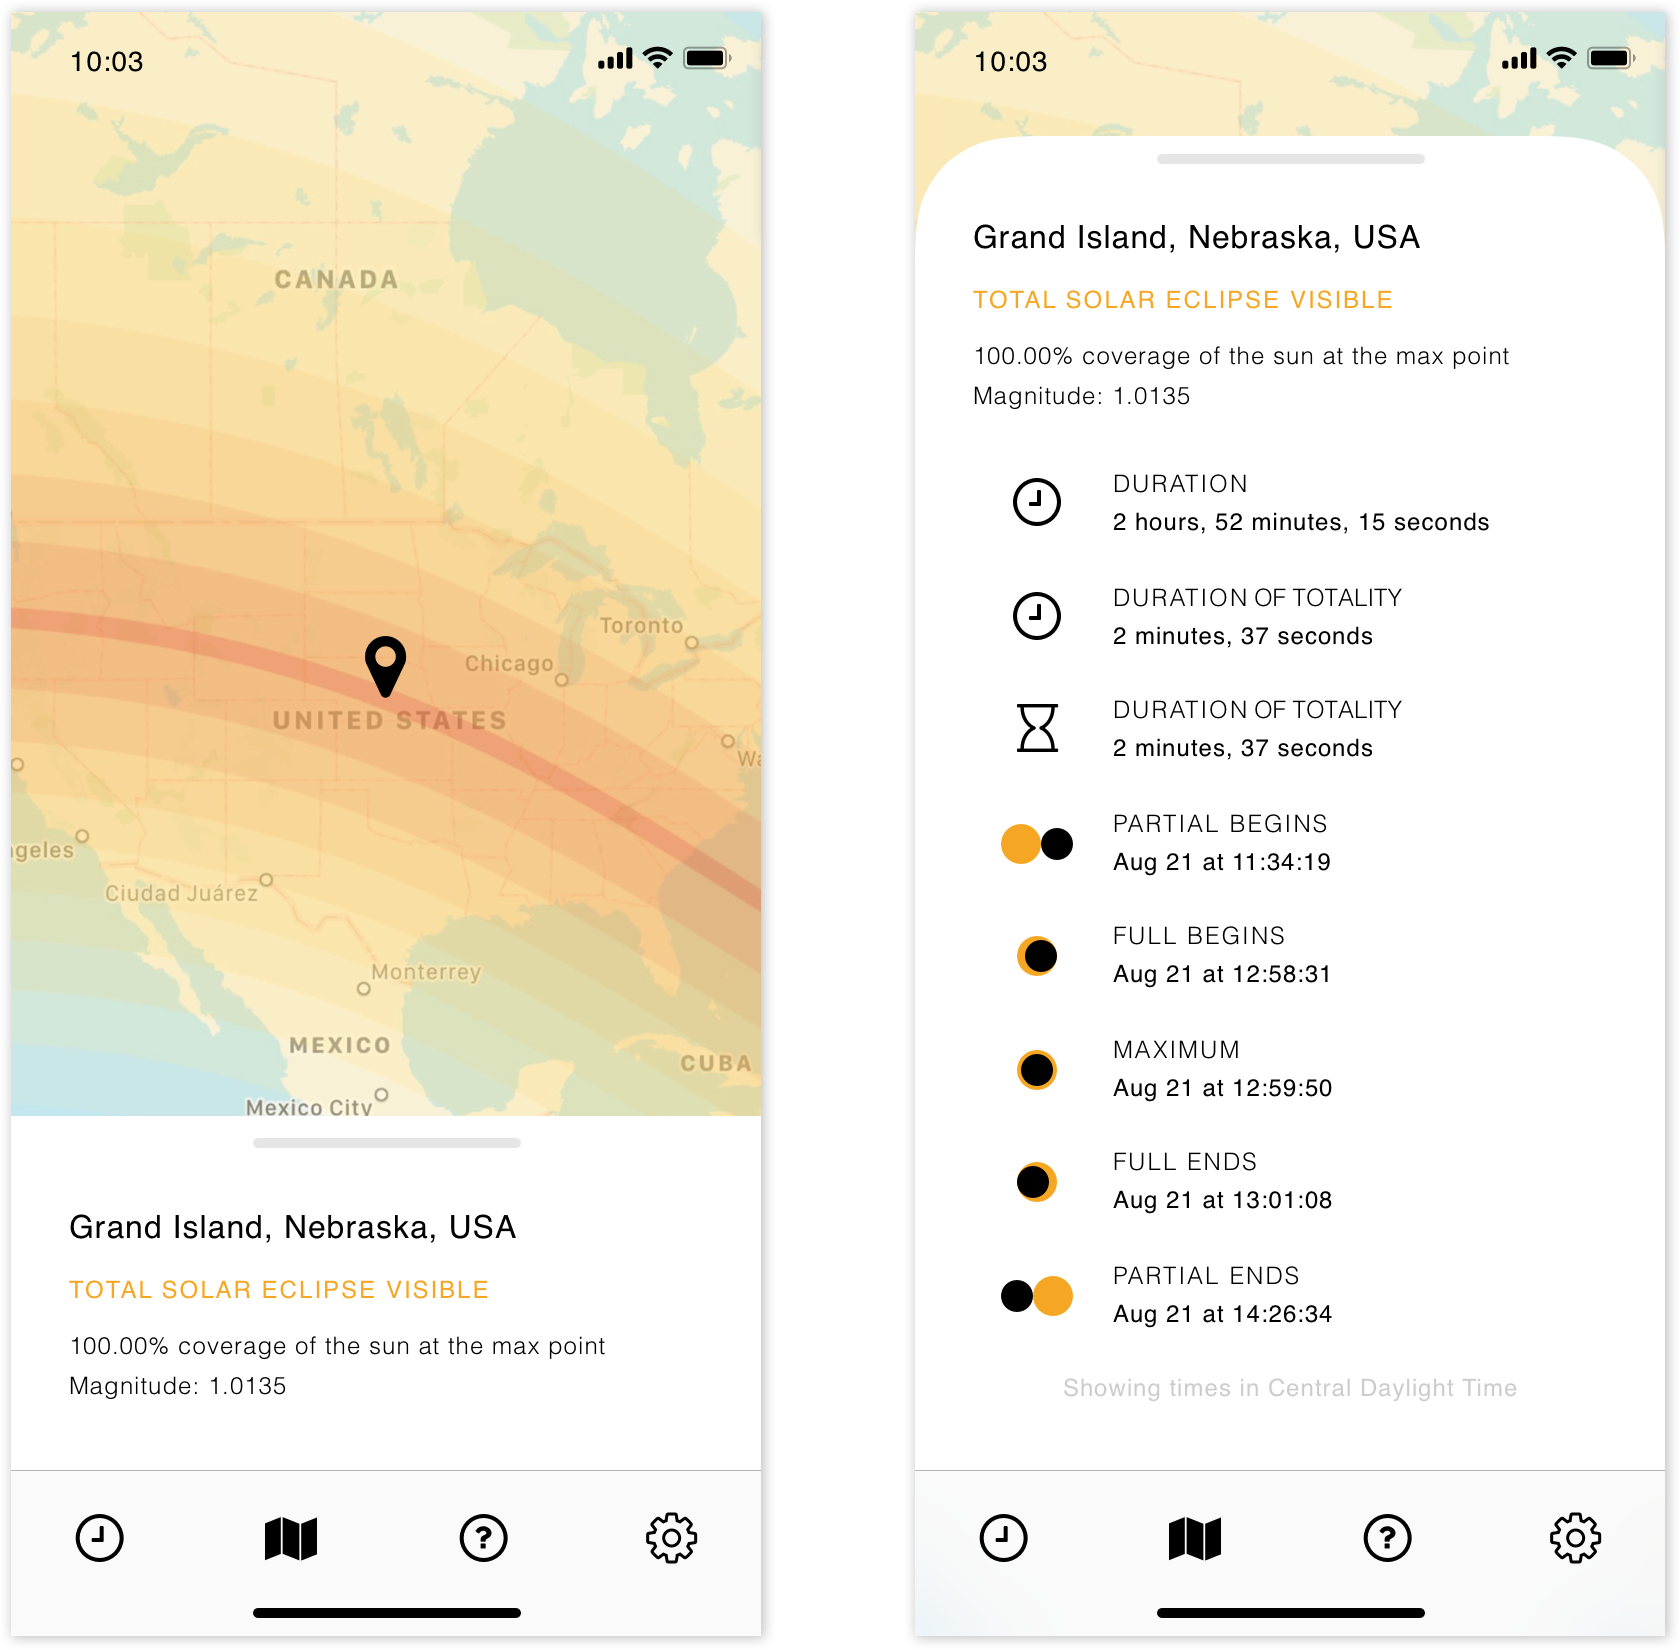 10:03
CANADA
Toronto
Chicago
UNITED STATES
geles
Ciudad Juárez
Monterrey
MEXICO
CUBA
Mexico City
Grand Island, Nebraska, USA
TOTAL SOLAR ECLIPSE VISIBLE
100.00% coverage of the sun at the max point
Magnitude: 1.0135
?
10:03
Grand Island, Nebraska, USA
TOTAL SOLAR ECLIPSE VISIBLE
100.00% coverage of the sun at the max point
Magnitude: 1.0135
DURATION
2 hours, 52 minutes, 15 seconds
DURATION OF TOTALITY
2 minutes, 37 seconds
DURATION OF TOTALITY
2 minutes, 37 seconds
PARTIAL BEGINS
Aug 21 at 11:34:19
FULL BEGINS
Aug 21 at 12:58:31
MAXIMUM
Aug 21 at 12:59:50
FULL ENDS
Aug 21 at 13:01:08
PARTIAL ENDS
Aug 21 at 14:26:34
Showing times in Central Daylight Time
?